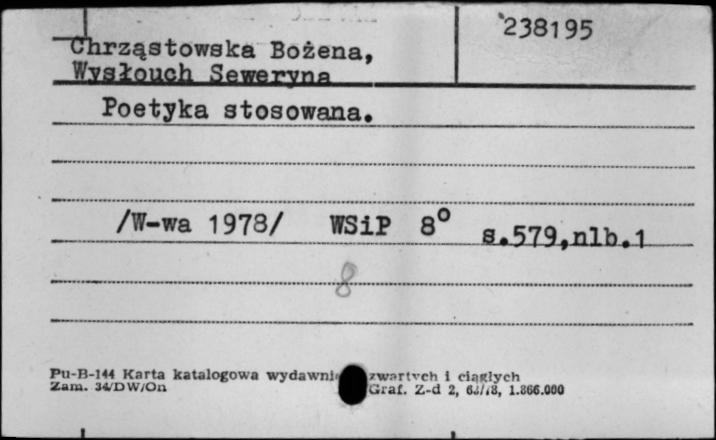 238195
Chrząstowska Bożena,
Wysłouch Seweryna
Poetyka stosowana.
/W-wa 1978/ WSiP 8° s.579,nlb.1
8
Pu-B-144 Karta katalogowa zwartych i ciągłych
Zam. 34/DW/On Graf. Z-d 2, 1.866.000